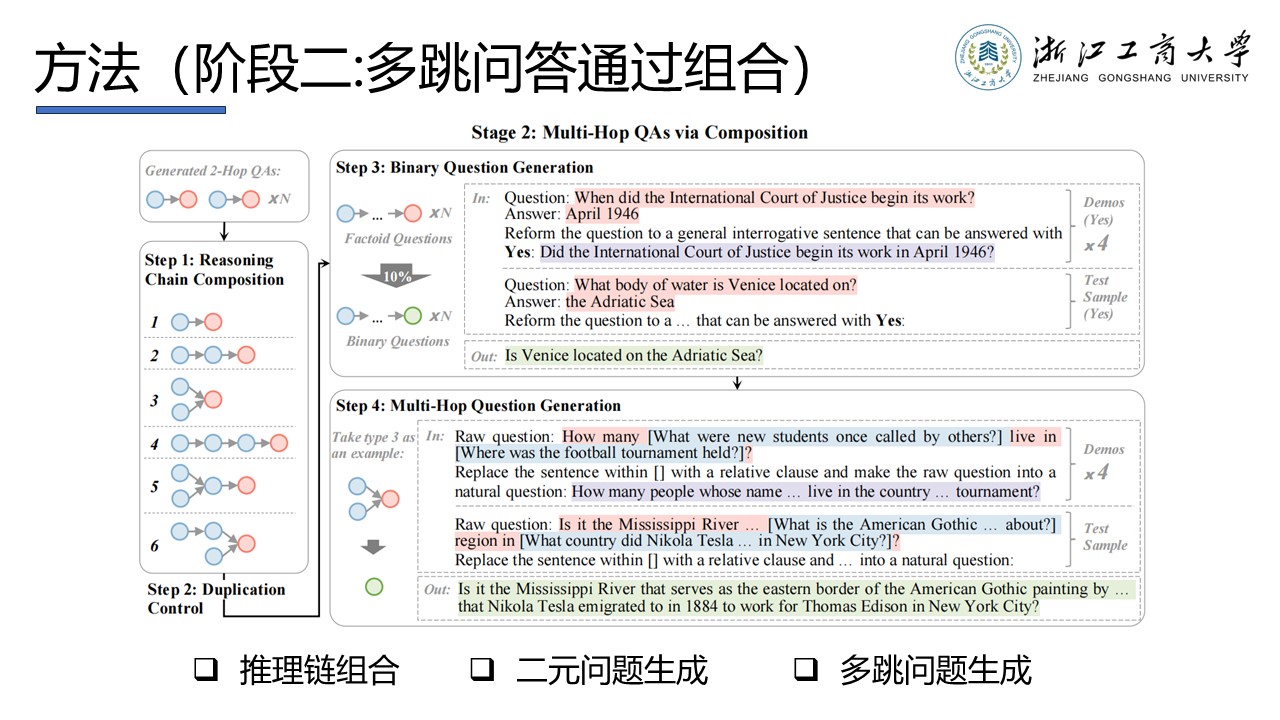 方法（阶段二:多跳问答通过组合）
浙江工商大学
ZHEJIANG GONGSHANG UNIVERSITY
Stage 2: Multi-Hop QAs via Composition
Generated 2-Hop QAs:
xN
Step 1: Reasoning
Chain Composition
1
2
3
4
5
6
Step 2: Duplication
Control
Step 3: Binary Question Generation
xN
Factoid Questions
10%
xN
Binary Questions
In:
Question: When did the International Court of Justice begin its work?
Answer: April 1946
Reform the question to a general interrogative sentence that can be answered with
Yes: Did the International Court of Justice begin its work in April 1946?
Demos
(Yes)
x 4
Question: What body of water is Venice located on?
Answer: the Adriatic Sea
Reform the question to a … that can be answered with Yes:
Test
Sample
(Yes)
Out: Is Venice located on the Adriatic Sea?
Step 4: Multi-Hop Question Generation
Take type 3 as
an example:
In:
Raw question: How many [What were new students once called by others?] live in
[Where was the football tournament held?]?
Replace the sentence within [] with a relative clause and make the raw question into a
natural question: How many people whose name … live in the country … tournament?
Demos
x 4
Raw question: Is it the Mississippi River … [What is the American Gothic … about?]
region in [What country did Nikola Tesla … in New York City?]?
Replace the sentence within [] with a relative clause and … into a natural question:
Test
Sample
Out: Is it the Mississippi River that serves as the eastern border of the American Gothic painting by …
that Nikola Tesla emigrated to in 1884 to work for Thomas Edison in New York City?
推理链组合
二元问题生成
多跳问题生成